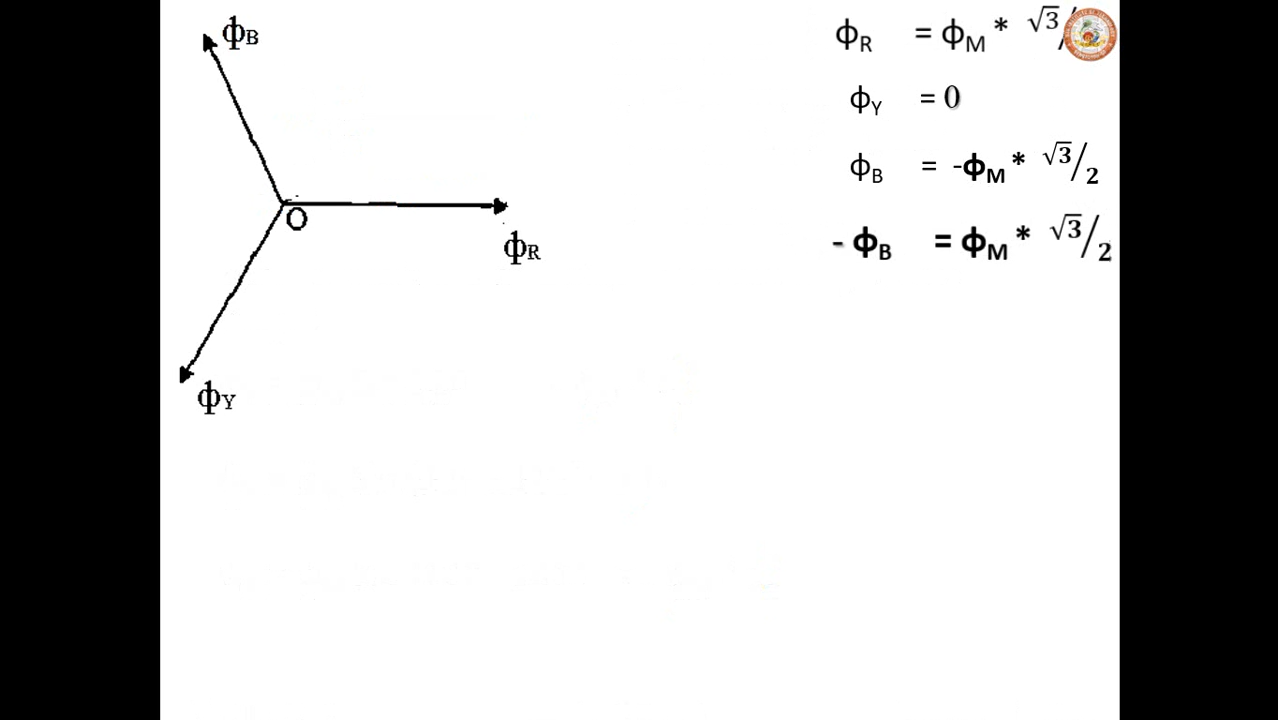 ϕB
O
ϕR
ϕY
ϕR = ϕM * √3/
ϕY = 0
ϕB = -ϕM * √3/2
- ϕB = ϕM * √3/2